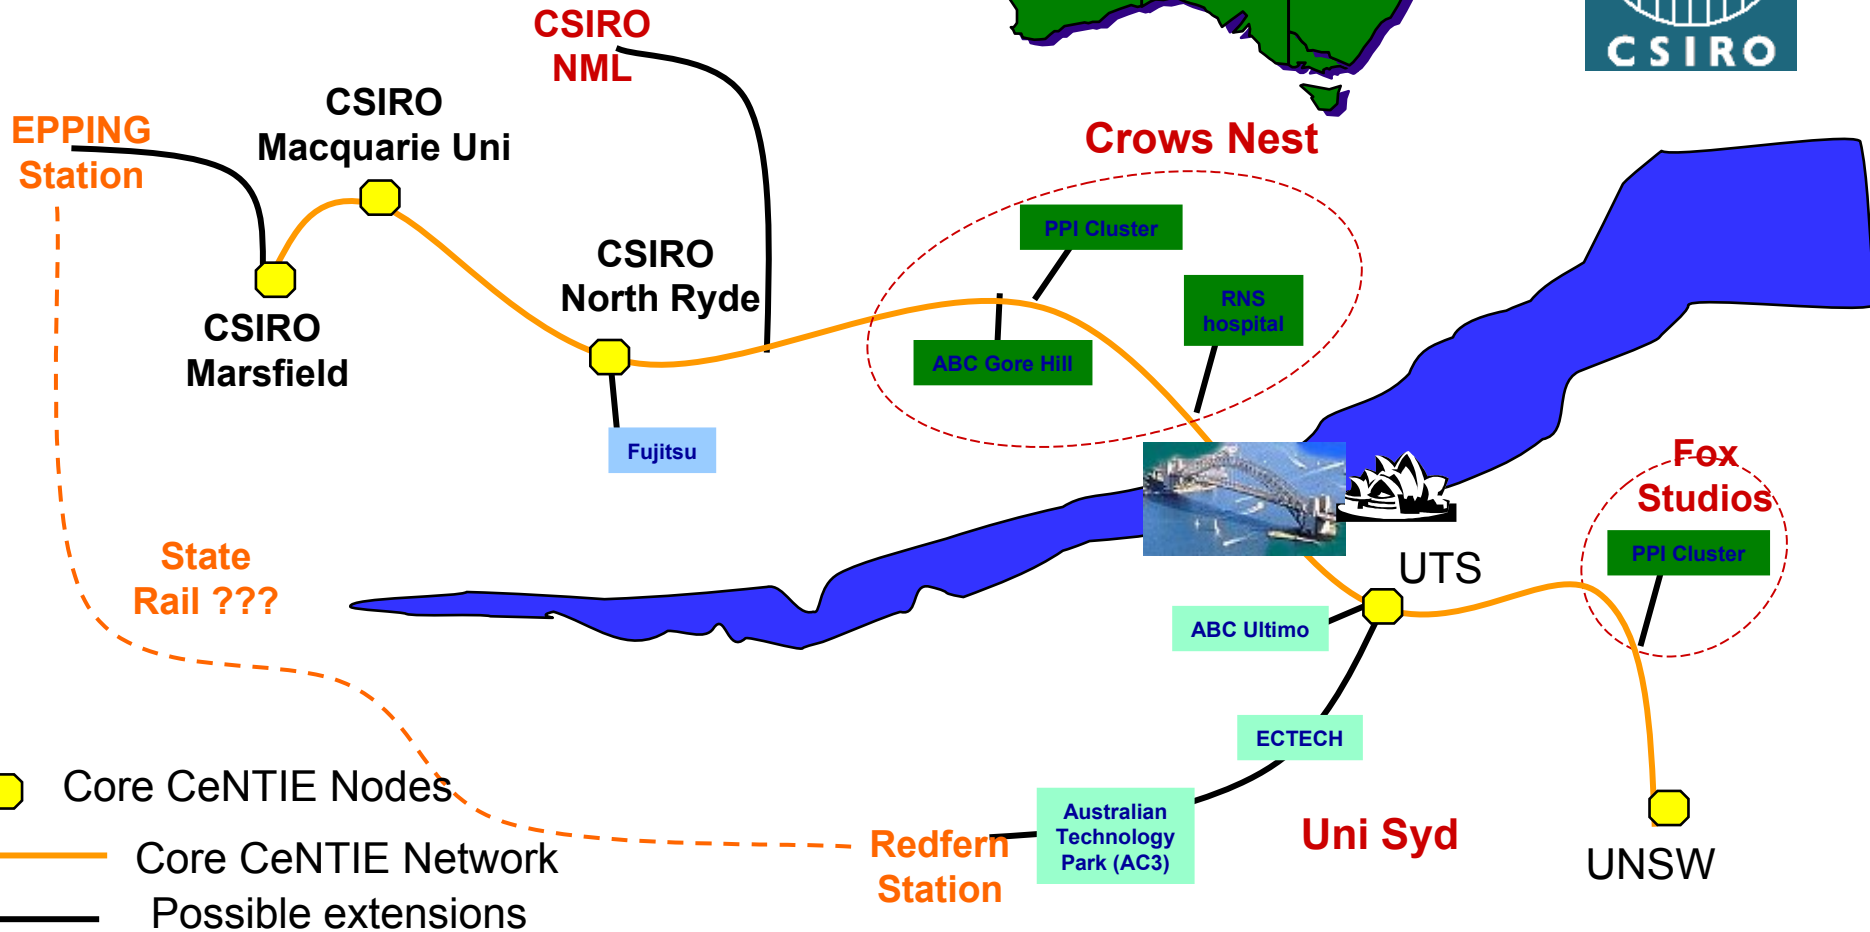 CSIRO
NML
CSIRO
CSIRO
Macquarie Uni
EPPING
Station
Crows Nest
PPI Cluster
CSIRO
North Ryde
RNS
hospital
CSIRO
Marsfield
ABC Gore Hill
Fujitsu
Fox
Studios
PPI Cluster
State
Rail ???
UTS
ABC Ultimo
ECTECH
Core CeNTIE Nodes
Australian
Technology
Park (AC3)
Uni Syd
Redfern
Station
UNSW
Core CeNTIE Network
Possible extensions